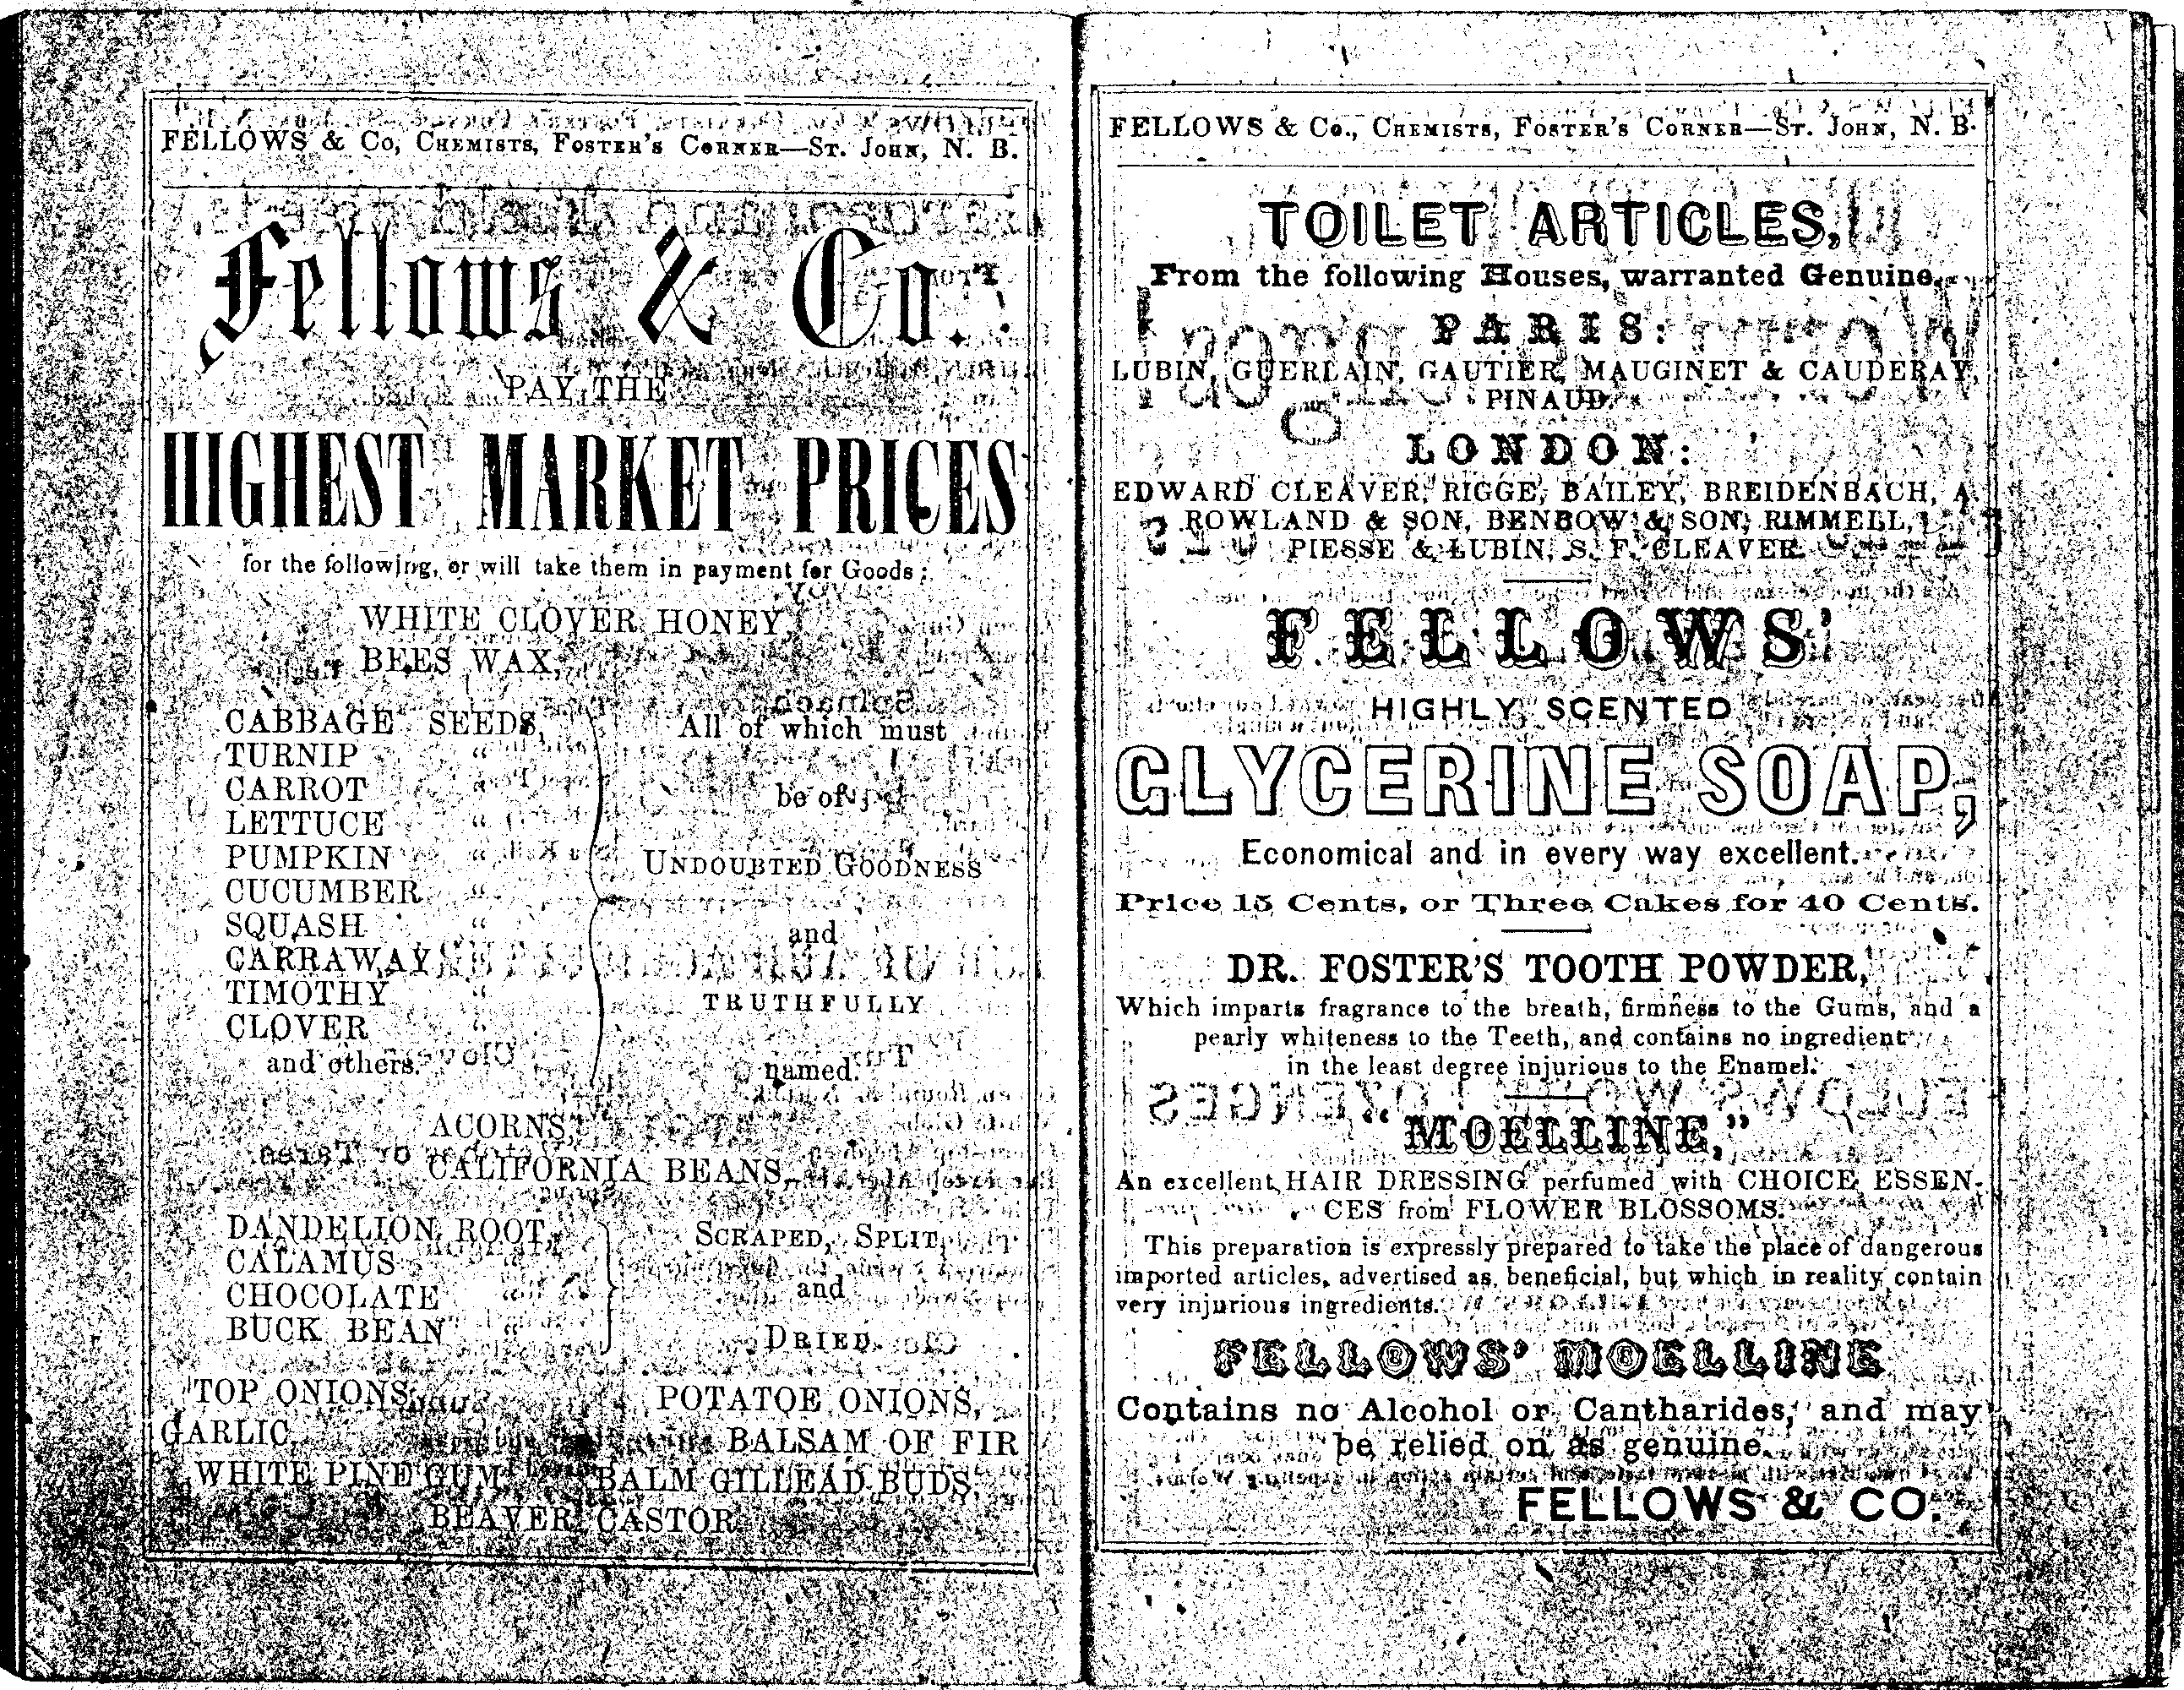 FELLOWS & Co, CHEMISTS, FOSTER'S CORNER—ST. JOHN, N. B.
Fellows & Co.
PAY THE
HIGHEST MARKET PRICES
for the following, or will take them in payment for Goods:
WHITE CLOVER HONEY,
BEES WAX,
CABBAGE SEEDS,
TURNIP "
CARROT "
LETTUCE "
PUMPKIN "
CUCUMBER "
SQUASH "
CARRAWAY "
TIMOTHY "
CLOVER "
and others.
All of which must
be of
UNDOUBTED GOODNESS
and
TRUTHFULLY
named.
ACORNS,
CALIFORNIA BEANS,
DANDELION ROOT,
CALAMUS "
CHOCOLATE "
BUCK BEAN "
SCRAPED, SPLIT,
and
DRIED.
TOP ONIONS, POTATOE ONIONS,
GARLIC, BALSAM OF FIR
WHITE PINE GUM, BALM GILLEAD BUDS,
BEAVER CASTOR
FELLOWS & Co., CHEMISTS, FOSTER'S CORNER—ST. JOHN, N. B.
TOILET ARTICLES,
From the following Houses, warranted Genuine.
PARIS:
LUBIN, GUERLAIN, GAUTIER, MAUGINET & CAUDERAY,
PINAUD.
LONDON:
EDWARD CLEAVER, RIGGE, BAILEY, BREIDENBACH, A.
ROWLAND & SON, BENBOW & SON, RIMMELL,
PIESSE & LUBIN, S. F. CLEAVER.
FELLOWS'
HIGHLY SCENTED
GLYCERINE SOAP,
Economical and in every way excellent.
Price 15 Cents, or Three Cakes for 40 Cents.
DR. FOSTER'S TOOTH POWDER,
Which imparts fragrance to the breath, firmness to the Gums, and a
pearly whiteness to the Teeth, and contains no ingredient
in the least degree injurious to the Enamel.
"MOELLINE,"
An excellent HAIR DRESSING perfumed with CHOICE ESSEN-
CES from FLOWER BLOSSOMS.
This preparation is expressly prepared to take the place of dangerous
imported articles, advertised as beneficial, but which in reality contain
very injurious ingredients.
FELLOWS' MOELLINE
Contains no Alcohol or Cantharides, and may
be relied on as genuine.
FELLOWS & CO.